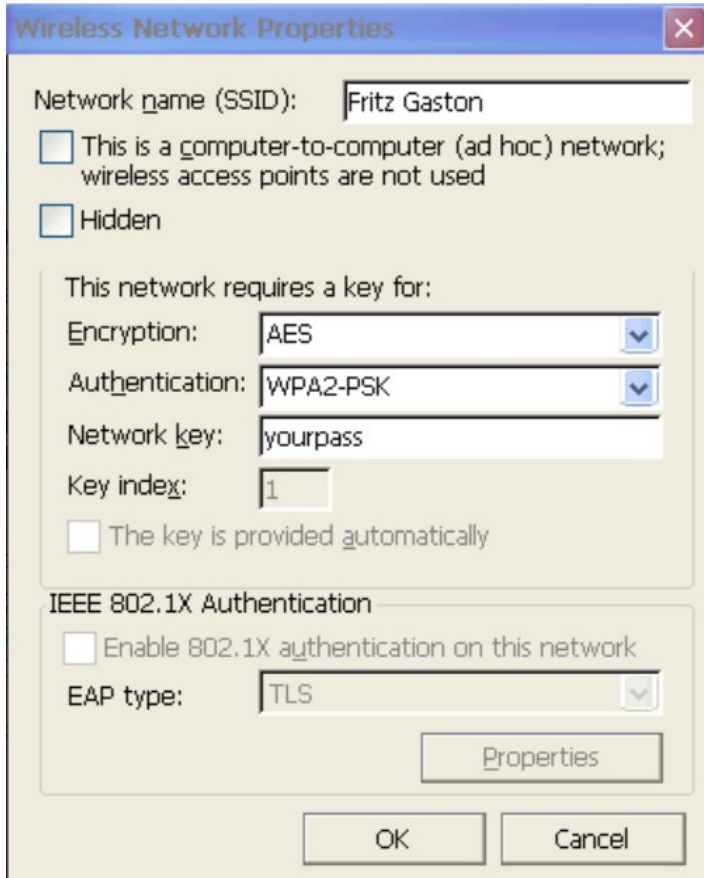 Wireless Network Properties
Network name (SSID): Fritz Gaston
This is a computer-to-computer (ad hoc) network;
wireless access points are not used
Hidden
This network requires a key for:
Encryption: AES
Authentication: WPA2-PSK
Network key: yourpass
Key index: 1
The key is provided automatically
IEEE 802.1X Authentication
Enable 802.1X authentication on this network
EAP type: TLS
Properties
OK Cancel